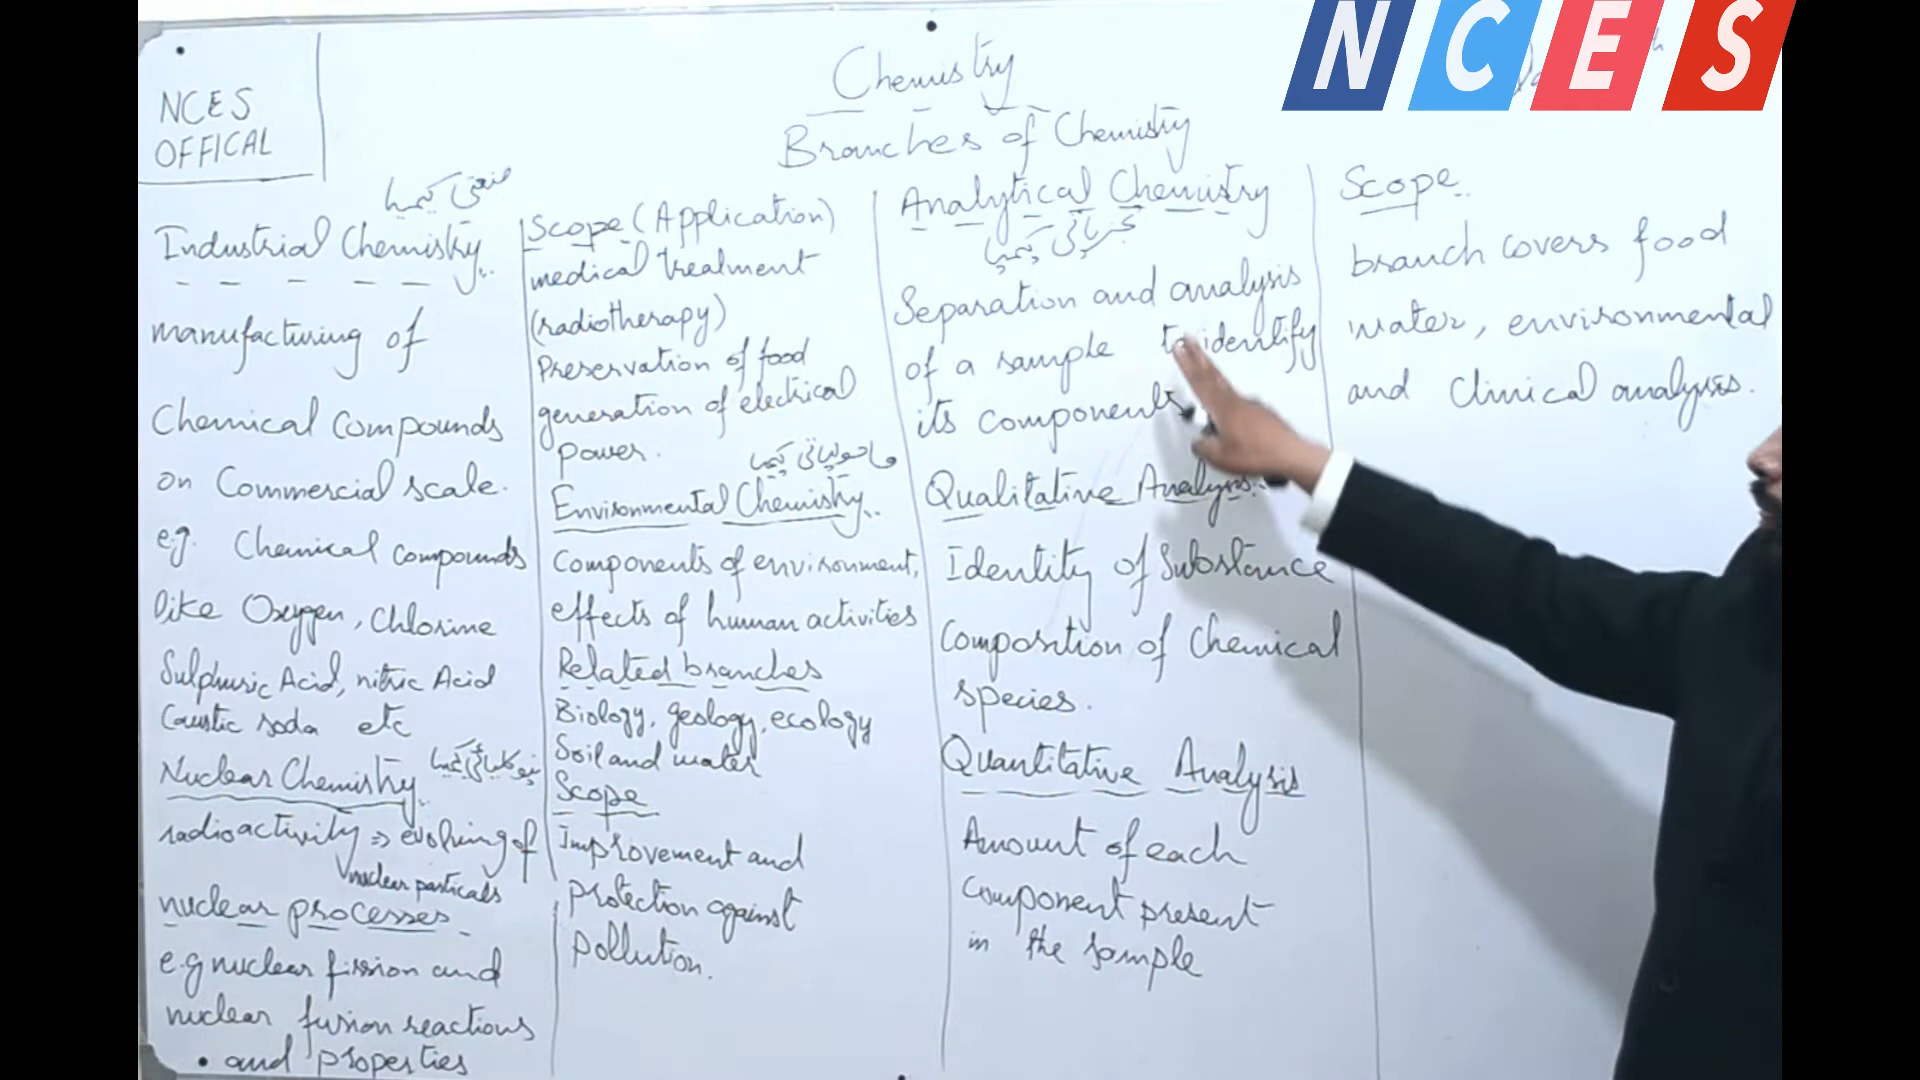 NCES
NCES
OFFICAL
Chemistry
Branches of Chemistry
صنعتی کیمیا
Industrial Chemistry
manufacturing of
Chemical Compounds
on Commercial scale.
e.g. Chemical compounds
like Oxygen, Chlorine
Sulphuric Acid, nitric Acid
Caustic soda etc
Nuclear Chemistry
radioactivity => evolving of
nuclear particals
nuclear processes
e.g nuclear fission and
nuclear fusion reactions
• and properties
Scope (Application)
medical treatment
(radiotherapy)
Preservation of food
generation of electrical
power.
ماحولیاتی کیمیا
Environmental Chemistry
Components of environment,
effects of human activities
Related branches
Biology, geology, ecology
Soil and water
Scope
Improvement and
protection against
pollution.
Analytical Chemistry
تجزیاتی کیمیا
Separation and analysis
of a sample to identify
its components
Qualitative Analysis.
Identity of Substance
Composition of Chemical
species.
Quantitative Analysis
Amount of each
component present
in the sample
Scope
branch covers food
water, environmental
and Clinical analysis.